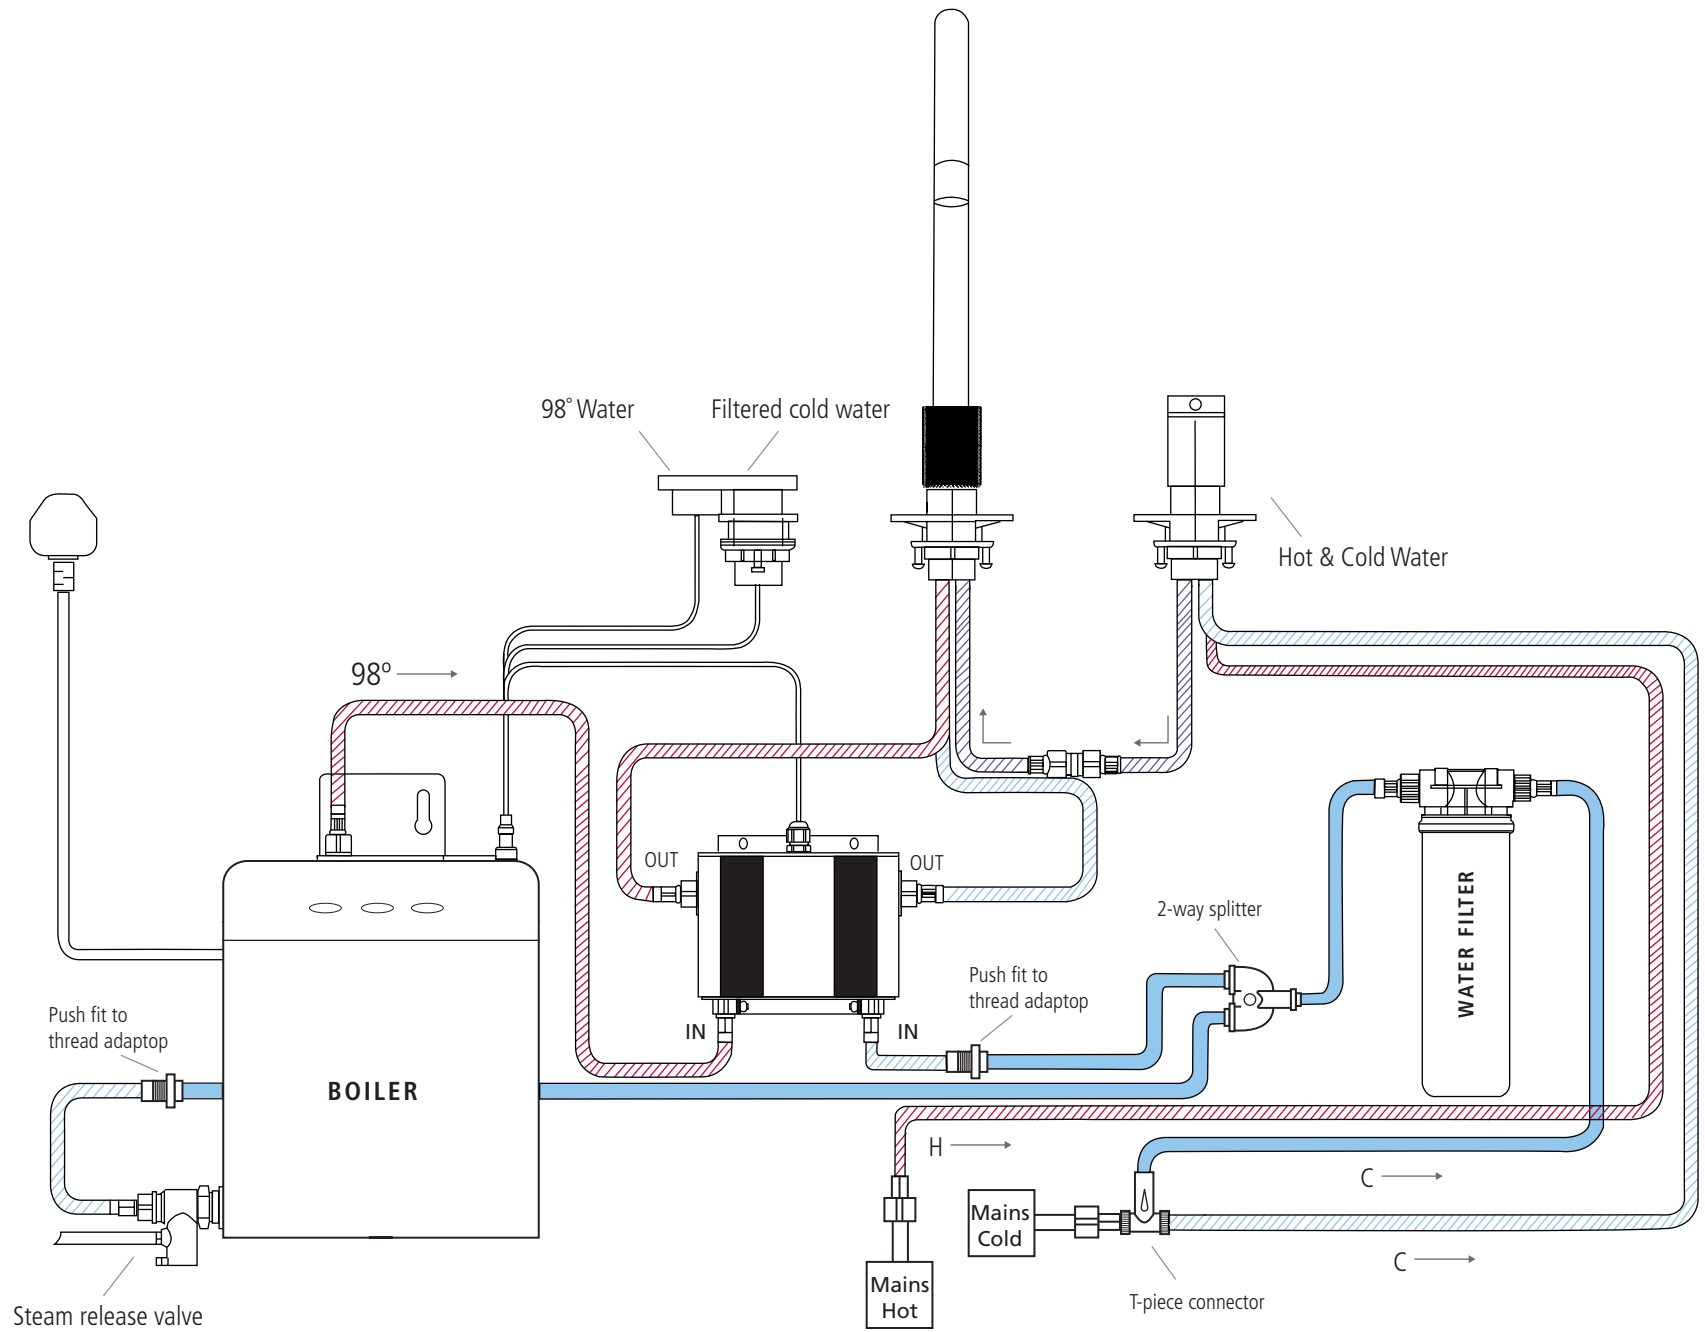 98° Water
Filtered cold water
Hot & Cold Water
98º
OUT
OUT
2-way splitter
WATER FILTER
Push fit to
thread adaptop
IN
IN
Push fit to
thread adaptop
BOILER
H
C
Mains
Cold
C
Mains
Hot
T-piece connector
Steam release valve